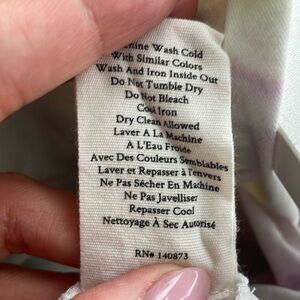 hine Wash Cold
With Similar Colors
Wash And Iron Inside Out
Do Not Tumble Dry
Do Not Bleach
Cool Iron
Dry Clean Allowed
Laver A La Machine
A L'Eau Froide
Avec Des Couleurs Semblables
Laver et Repasser à l'envers
Ne Pas Sécher En Machine
Ne Pas Javelliser
Repasser Cool
Nettoyage À Sec Autorisé
RN# 140873